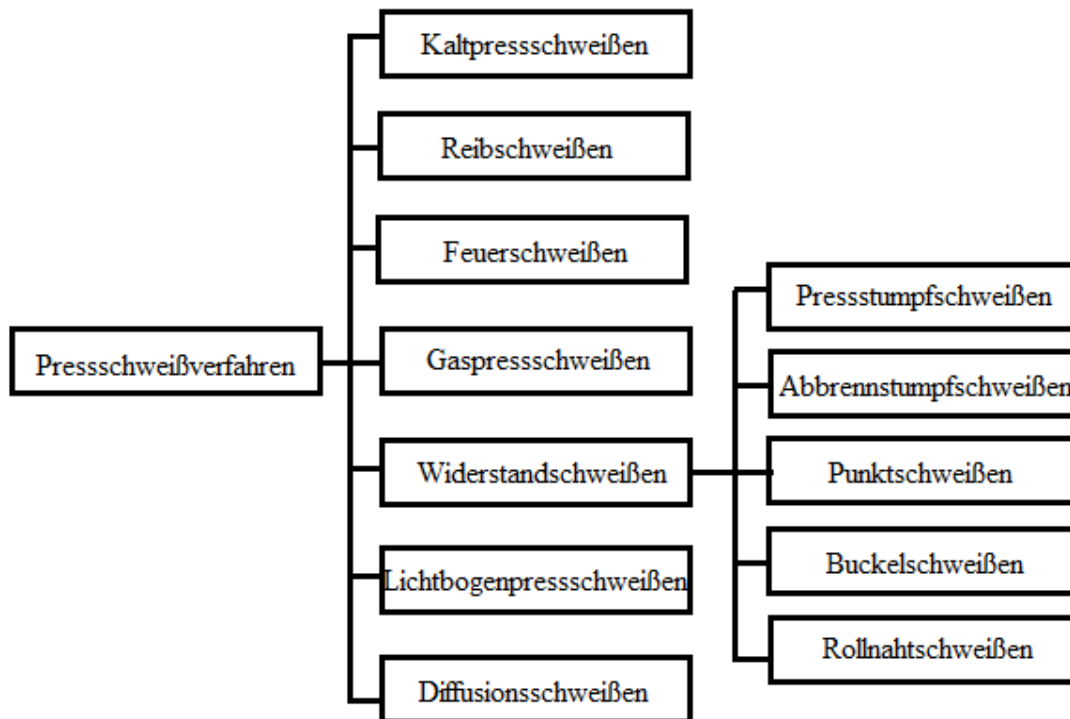 Kaltpressschweißen
Reibschweißen
Feuerschweißen
Pressschweißverfahren
Gaspressschweißen
Widerstandschweißen
Lichtbogenpressschweißen
Diffusionsschweißen
Pressstumpfschweißen
Abbrennstumpfschweißen
Punktschweißen
Buckelschweißen
Rollnahtschweißen